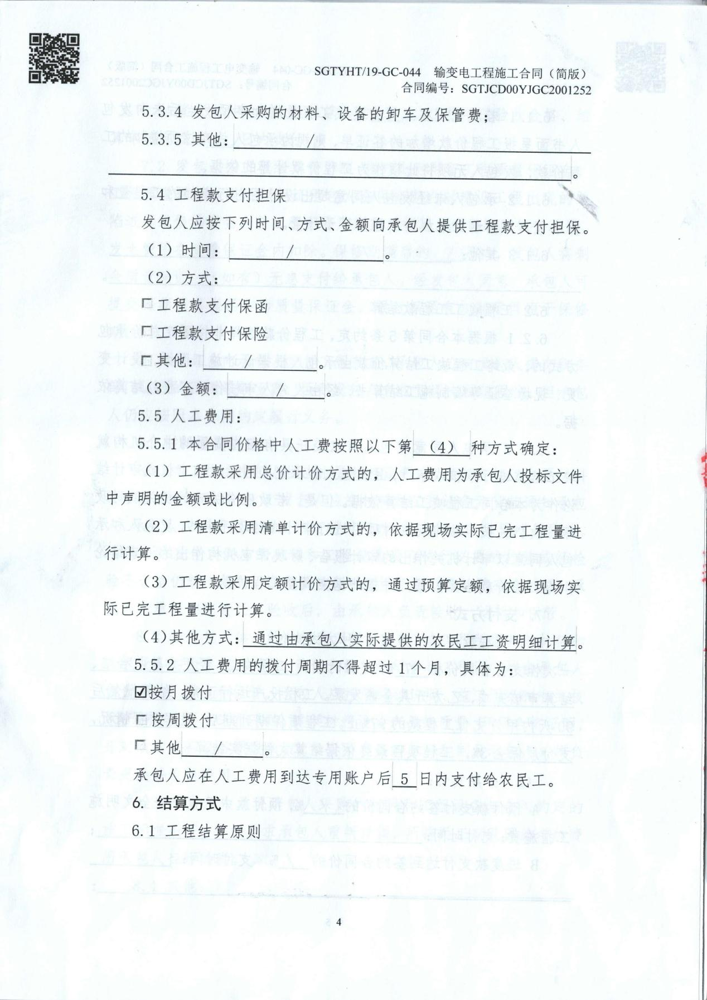 SGTYHT/19-GC-044 输变电工程施工合同（简版）
合同编号：SGTJCD00YJGC2001252
5.3.4 发包人采购的材料、设备的卸车及保管费；
5.3.5 其他： /
。
5.4 工程款支付担保
发包人应按下列时间、方式、金额向承包人提供工程款支付担保。
（1）时间： / 。
（2）方式：
□工程款支付保函
□工程款支付保险
□其他： / 。
（3）金额： / 。
5.5 人工费用：
5.5.1 本合同价格中人工费按照以下第 （4） 种方式确定：
（1）工程款采用总价计价方式的，人工费用为承包人投标文件
中声明的金额或比例。
（2）工程款采用清单计价方式的，依据现场实际已完工程量进
行计算。
（3）工程款采用定额计价方式的，通过预算定额，依据现场实
际已完工程量进行计算。
（4）其他方式： 通过由承包人实际提供的农民工工资明细计算。
5.5.2 人工费用的拨付周期不得超过 1 个月，具体为：
☑按月拨付
□按周拨付
□其他 / 。
承包人应在人工费用到达专用账户后 5 日内支付给农民工。
6. 结算方式
6.1 工程结算原则
4